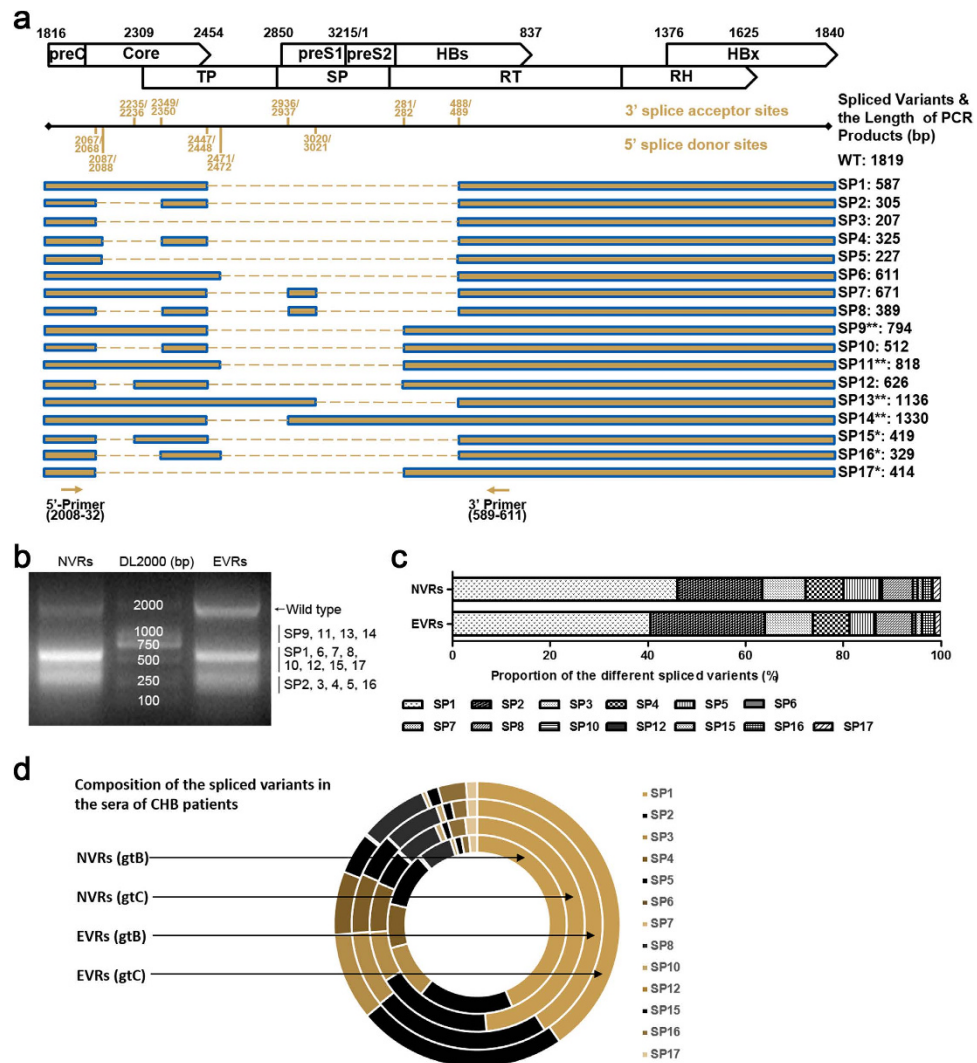 a
1816 2309 2454 2850 3215/1 837 1376 1625 1840
preC Core preS1 preS2 HBs HBx
TP SP RT RH
2235/
2236
2349/
2350
2936/
2937
281/
282
488/
489
3' splice acceptor sites
2067/
2068
2087/
2088
2447/
2448
2471/
2472
3020/
3021
5' splice donor sites
Spliced Variants &
the Length of PCR
Products (bp)
WT: 1819
SP1: 587
SP2: 305
SP3: 207
SP4: 325
SP5: 227
SP6: 611
SP7: 671
SP8: 389
SP9**: 794
SP10: 512
SP11**: 818
SP12: 626
SP13**: 1136
SP14**: 1330
SP15*: 419
SP16*: 329
SP17*: 414
5'-Primer
(2008-32)
3' Primer
(589-611)
b
NVRs DL2000 (bp) EVRs
2000
1000
750
500
250
100
Wild type
SP9, 11, 13, 14
SP1, 6, 7, 8,
10, 12, 15, 17
SP2, 3, 4, 5, 16
c
NVRs
EVRs
0 20 40 60 80 100
Proportion of the different spliced varients (%)
SP1 SP2 SP3 SP4 SP5 SP6
SP7 SP8 SP10 SP12 SP15 SP16 SP17
d
Composition of the spliced variants in
the sera of CHB patients
NVRs (gtB)
NVRs (gtC)
EVRs (gtB)
EVRs (gtC)
SP1
SP2
SP3
SP4
SP5
SP6
SP7
SP8
SP10
SP12
SP15
SP16
SP17